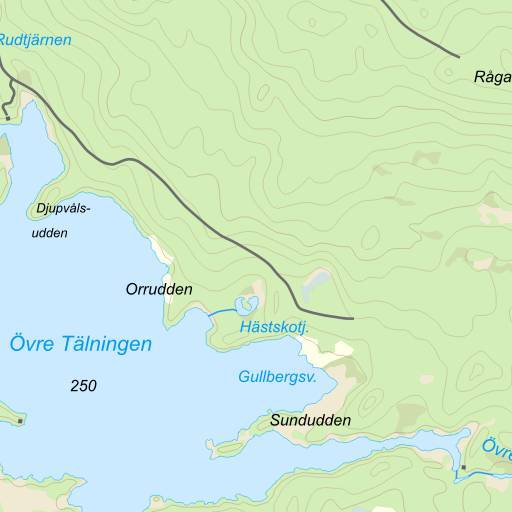 Rudtjärnen
Råga
Djupvåls-
udden
Orrudden
Hästskotj.
Övre Tälningen
Gullbergsv.
250
Sundudden
Övre